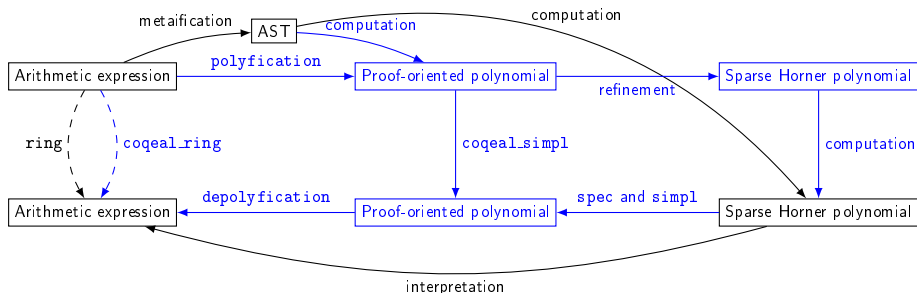 metaification
AST
computation
computation
Arithmetic expression
polyfication
Proof-oriented polynomial
refinement
Sparse Horner polynomial
ring
coqeal_ring
coqeal_simpl
computation
Arithmetic expression
depolyfication
Proof-oriented polynomial
spec and simpl
Sparse Horner polynomial
interpretation